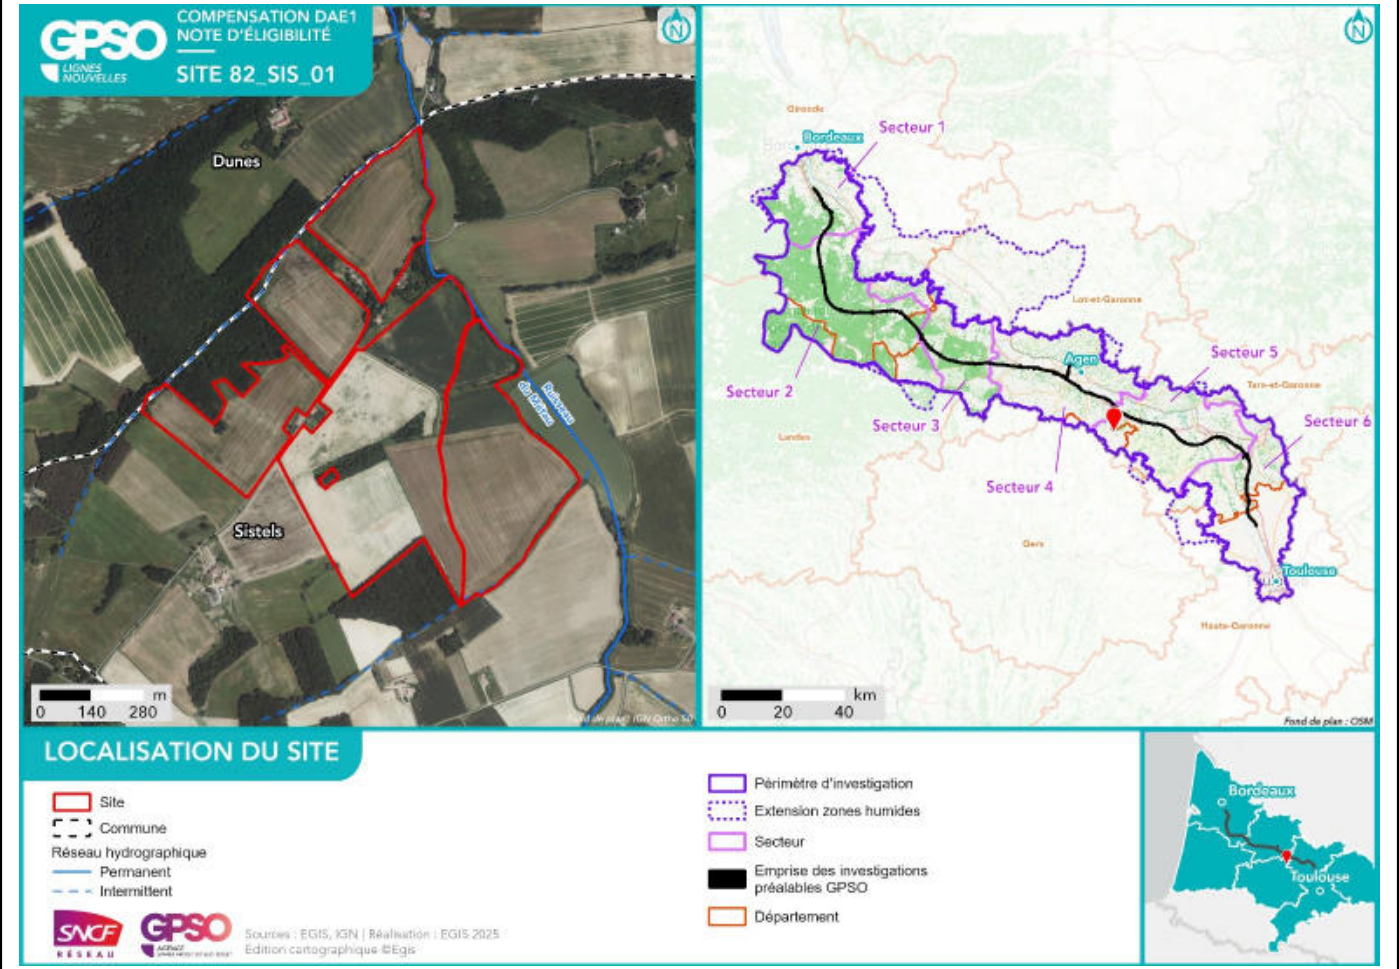 GPSO
LIGNES
NOUVELLES
COMPENSATION DAE1
NOTE D'ÉLIGIBILITÉ
SITE 82_SIS_01
N
Dunes
Ruisseau
du Métau
Sistels
m
0 140 280
Fond de plan : IGN Ortho 50
N
Gironde
Bordeaux
Secteur 1
Lot-et-Garonne
Agen
Secteur 5
Tarn-et-Garonne
Secteur 2
Secteur 6
Secteur 3
Landes
Secteur 4
Gers
Toulouse
Haute-Garonne
km
0 20 40
Fond de plan : OSM
LOCALISATION DU SITE
Site
Commune
Réseau hydrographique
Permanent
Intermittent
Périmètre d'investigation
Extension zones humides
Secteur
Emprise des investigations
préalables GPSO
Département
Bordeaux
Toulouse
SNCF
RÉSEAU
GPSO
Sources : EGIS, IGN | Réalisation : EGIS 2025
Edition cartographique ©Egis